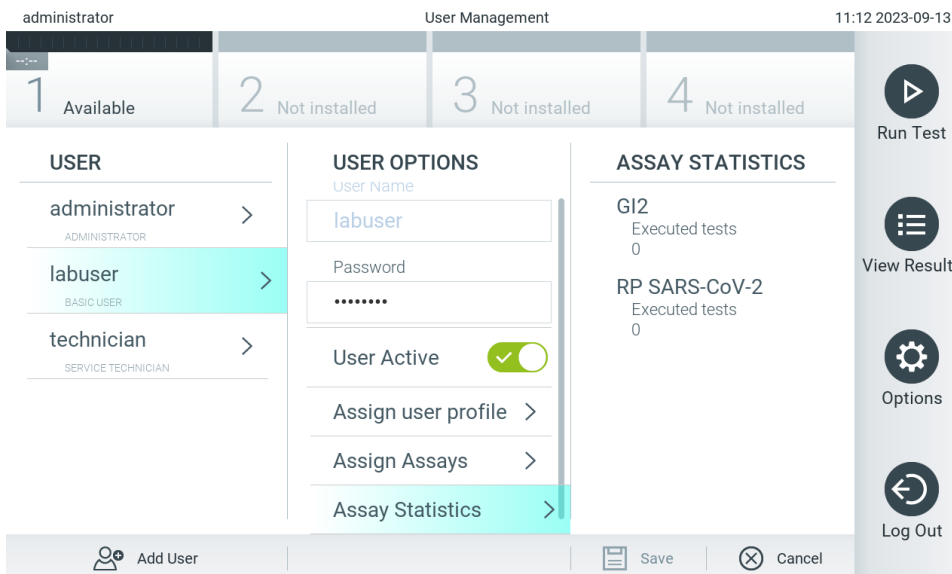 administrator
User Management
11:12 2023-09-13
--:--
1 Available
2 Not installed
3 Not installed
4 Not installed
Run Test
View Result
Options
Log Out
USER
administrator
ADMINISTRATOR
labuser
BASIC USER
technician
SERVICE TECHNICIAN
USER OPTIONS
User Name
labuser
Password
••••••••
User Active
Assign user profile
Assign Assays
Assay Statistics
ASSAY STATISTICS
GI2
Executed tests
0
RP SARS-CoV-2
Executed tests
0
Add User
Save
Cancel